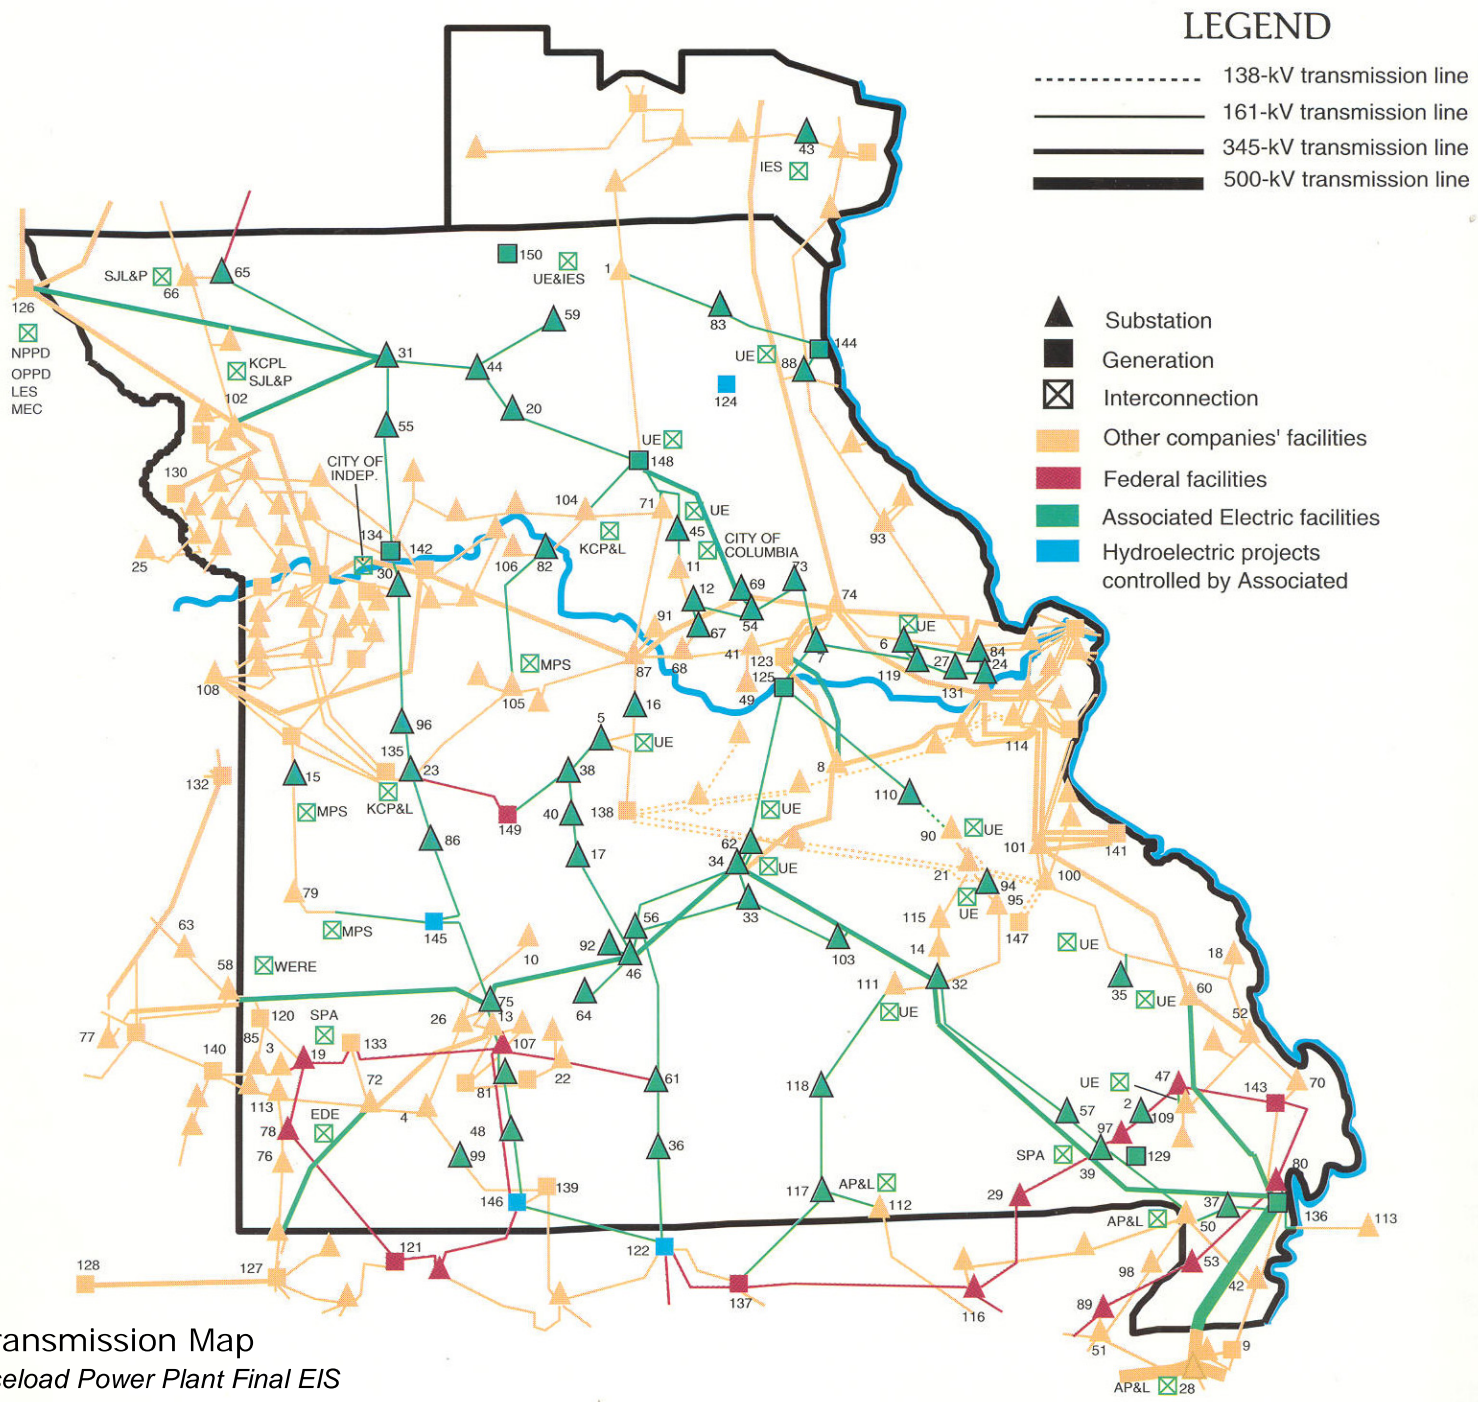 LEGEND
138-kV transmission line
161-kV transmission line
345-kV transmission line
500-kV transmission line
Substation
Generation
Interconnection
Other companies' facilities
Federal facilities
Associated Electric facilities
Hydroelectric projects
controlled by Associated
43
IES
150
UE&IES
1
SJL&P
66
65
126
NPPD
OPPD
LES
MEC
59
83
144
UE
88
31
44
KCPL
SJL&P
102
20
124
55
UE
148
CITY OF
INDEP.
130
104
71
UE
45
CITY OF
COLUMBIA
KCP&L
93
134
142
25
30
106
82
11
12
69
73
54
67
91
74
UE
6
84
27
24
119
131
68
41
123
7
87
125
49
MPS
105
108
16
5
UE
96
135
23
114
8
132
15
KCP&L
38
110
MPS
149
40
138
UE
90
UE
86
62
101
141
17
34
UE
21
100
94
79
33
UE
95
MPS
145
56
115
147
63
92
103
14
UE
10
46
18
58
WERE
111
32
35
60
75
64
UE
UE
26
13
120
SPA
77
85
52
3
19
133
107
140
22
47
143
70
72
81
61
118
UE
113
4
57
2
109
EDE
78
97
48
36
76
99
SPA
129
39
80
146
139
117
AP&L
112
29
37
136
113
AP&L
50
121
122
128
127
53
98
42
137
116
89
51
9
AP&L
28
ransmission Map
eload Power Plant Final EIS